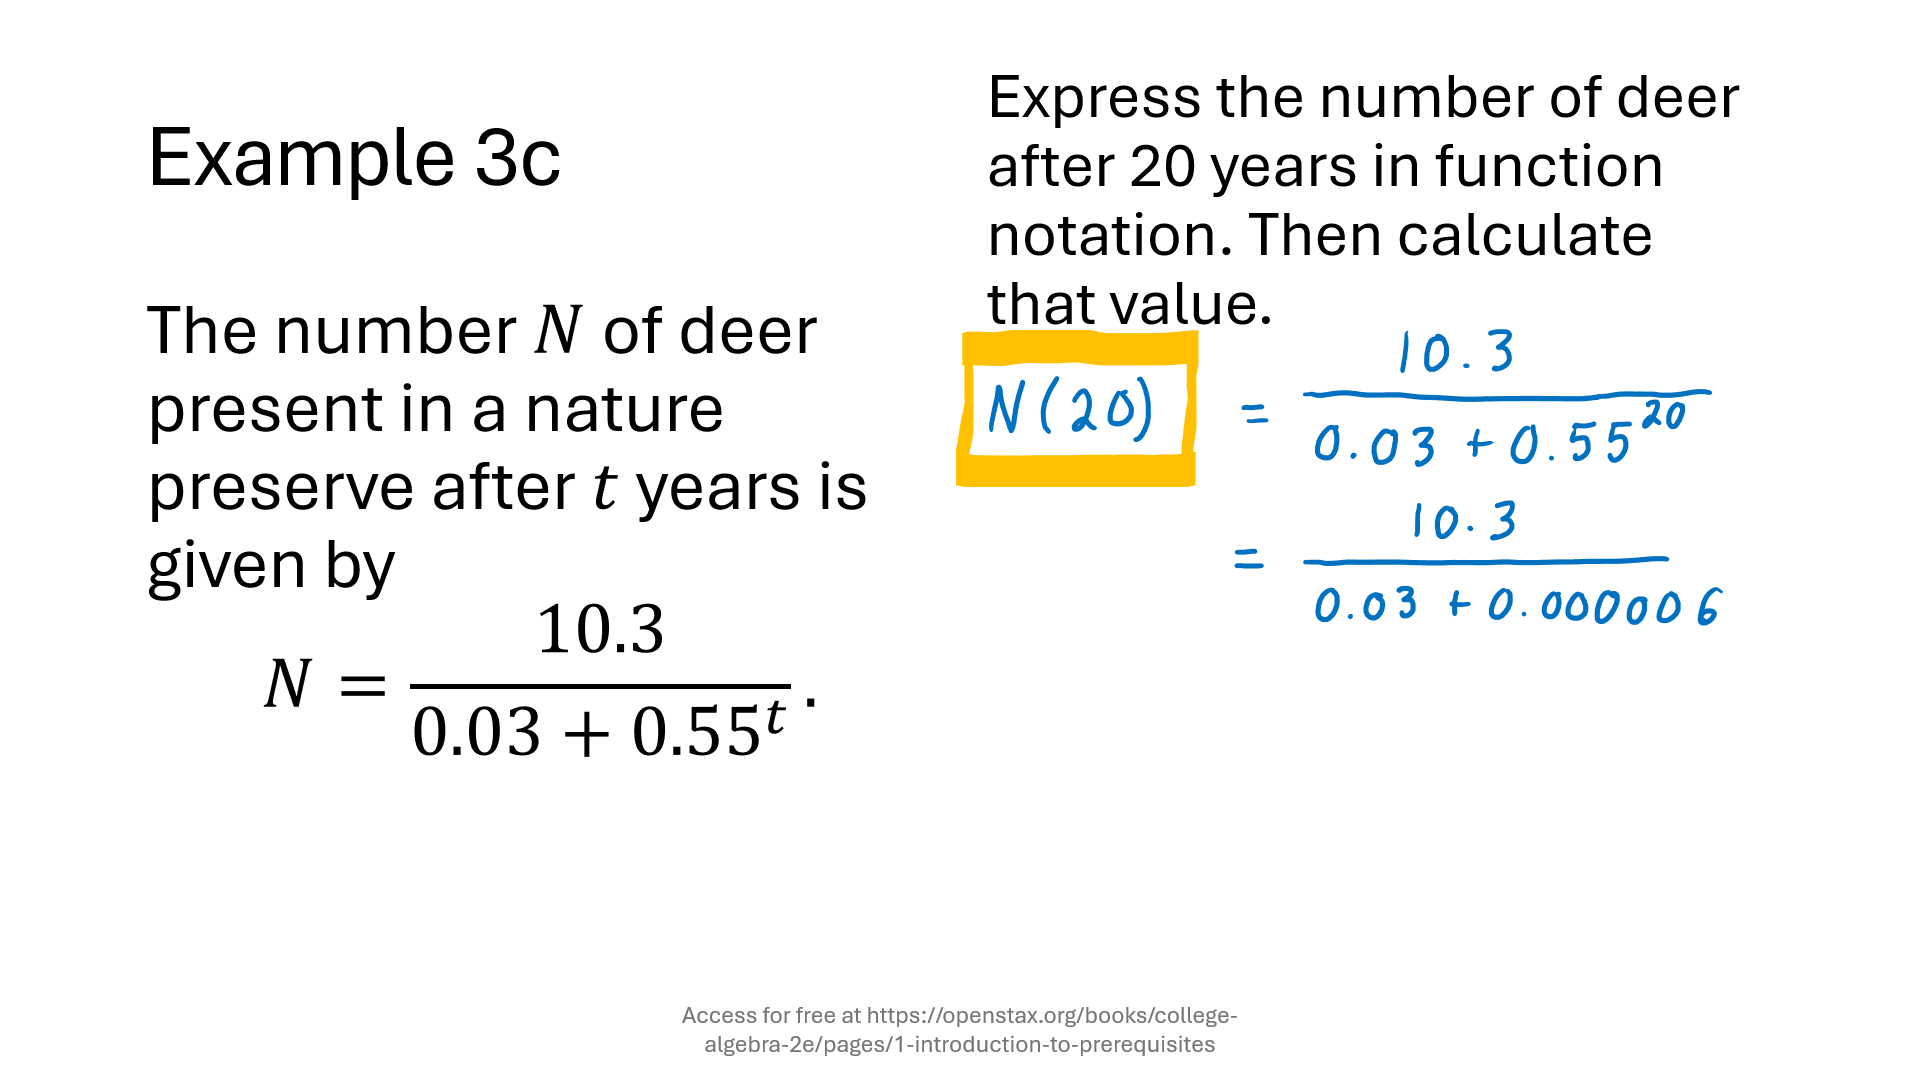 Example 3c
The number N of deer
present in a nature
preserve after t years is
given by
N = 10.3 / (0.03 + 0.55^t).
Express the number of deer
after 20 years in function
notation. Then calculate
that value.
N(20) = 10.3 / (0.03 + 0.55^20)
= 10.3 / (0.03 + 0.000006)
Access for free at https://openstax.org/books/college-
algebra-2e/pages/1-introduction-to-prerequisites